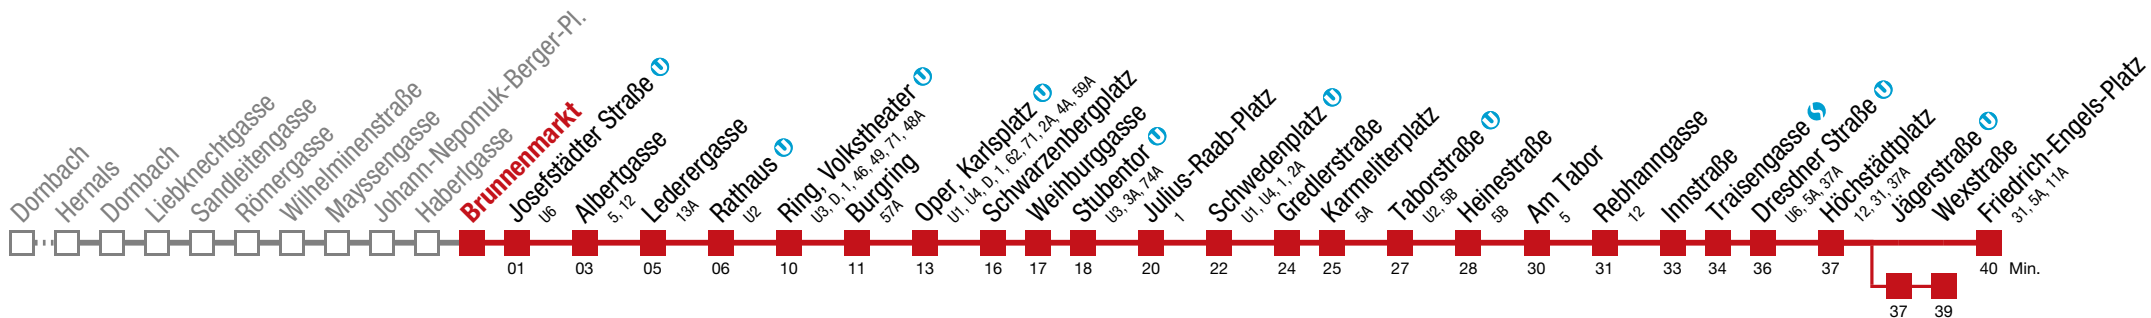 Dornbach
Hernals
Dornbach
Liebknechtgasse
Sandleitengasse
Römergasse
Wilhelminenstraße
Mayssengasse
Johann-Nepomuk-Berger-Pl.
Haberlgasse
Brunnenmarkt
Josefstädter Straße U
U6
Albertgasse
5, 12
Lederergasse
13A
Rathaus U
U2
Ring, Volkstheater U
U3, D, 1, 46, 49, 71, 48A
Burgring
57A
Oper, Karlsplatz U
U1, U4, D, 1, 62, 71, 2A, 4A, 59A
Schwarzenbergplatz
Weihburggasse
Stubentor U
U3, 3A, 74A
Julius-Raab-Platz
1
Schwedenplatz U
U1, U4, 1, 2A
Gredlerstraße
Karmeliterplatz
5A
Taborstraße U
U2, 5B
Heinestraße
5B
Am Tabor
5
Rebhanngasse
12
Innstraße
Traisengasse
Dresdner Straße U
U6, 5A, 37A
Höchstädtplatz
12, 31, 37A
Jägerstraße U
Wexstraße
Friedrich-Engels-Platz
31, 5A, 11A
01 03 05 06 10 11 13 16 17 18 20 22 24 25 27 28 30 31 33 34 36 37 40 Min.
37 39